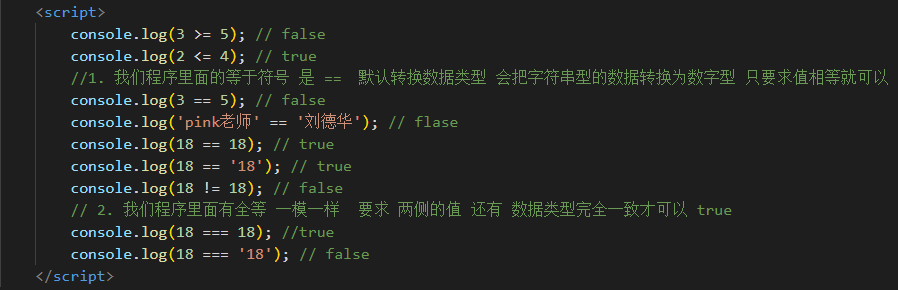 <script>
console.log(3 >= 5); // false
console.log(2 <= 4); // true
//1. 我们程序里面的等于符号 是 ==  默认转换数据类型 会把字符串型的数据转换为数字型 只要求值相等就可以
console.log(3 == 5); // false
console.log('pink老师' == '刘德华'); // flase
console.log(18 == 18); // true
console.log(18 == '18'); // true
console.log(18 != 18); // false
// 2. 我们程序里面有全等 一模一样  要求 两侧的值 还有 数据类型完全一致才可以 true
console.log(18 === 18); //true
console.log(18 === '18'); // false
</script>